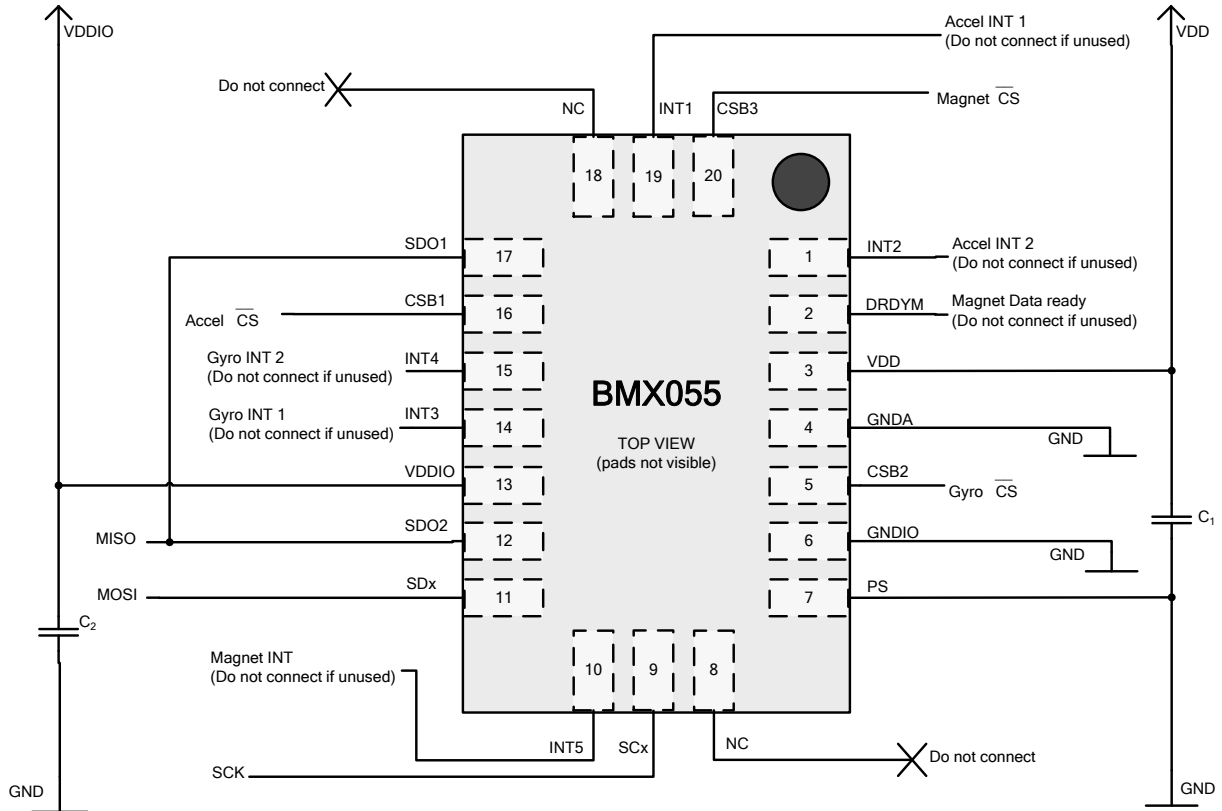 VDDIO
Accel INT 1
(Do not connect if unused)
VDD
Do not connect
NC
INT1
CSB3
Magnet CS
18
19
20
SDO1
17
1
INT2
Accel INT 2
(Do not connect if unused)
CSB1
Accel CS
16
2
DRDYM
Magnet Data ready
(Do not connect if unused)
Gyro INT 2
(Do not connect if unused)
INT4
15
3
VDD
BMX055
Gyro INT 1
(Do not connect if unused)
INT3
14
4
GNDA
GND
TOP VIEW
(pads not visible)
VDDIO
13
5
CSB2
Gyro CS
C1
MISO
SDO2
12
6
GNDIO
GND
MOSI
SDx
11
7
PS
C2
Magnet INT
(Do not connect if unused)
10
9
8
INT5
SCx
NC
Do not connect
SCK
GND
GND